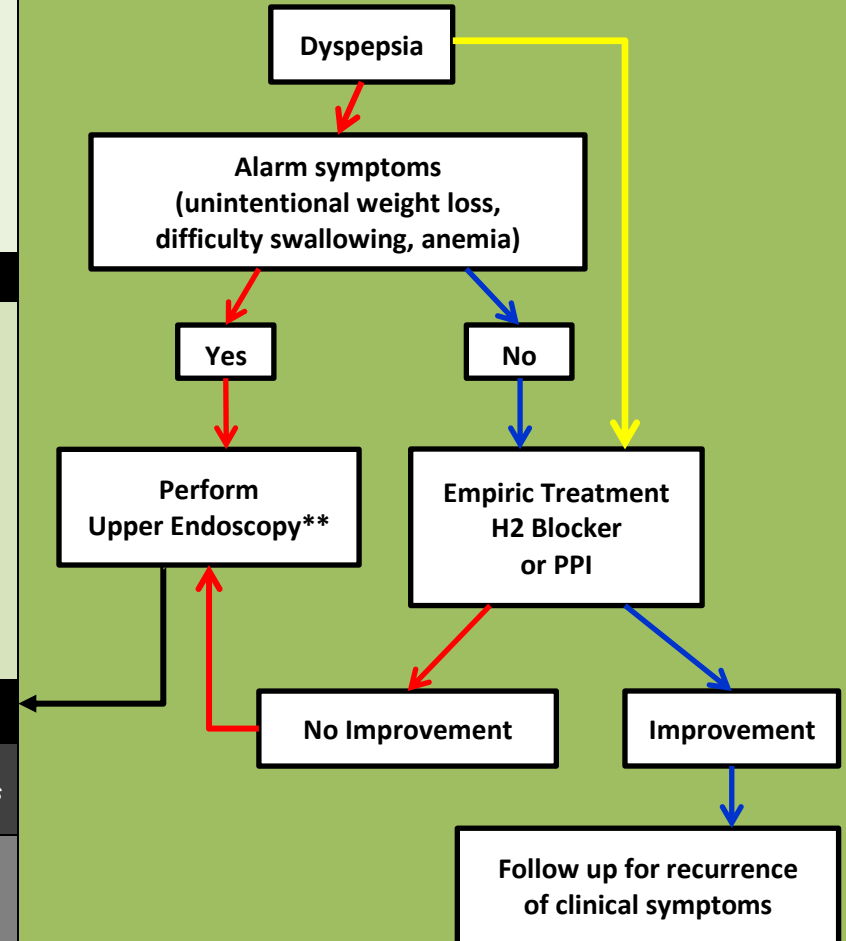 Dyspepsia
Alarm symptoms
(unintentional weight loss,
difficulty swallowing, anemia)
Yes
No
Perform
Upper Endoscopy**
Empiric Treatment
H2 Blocker
or PPI
No Improvement
Improvement
Follow up for recurrence
of clinical symptoms